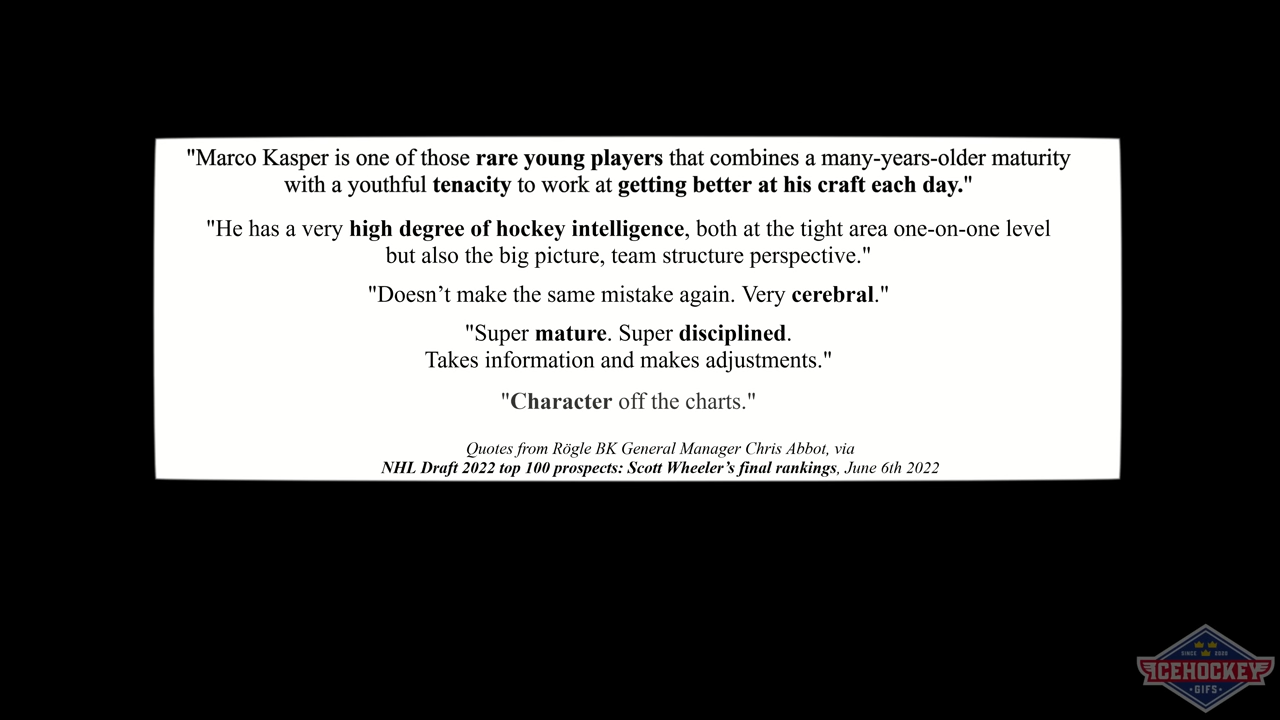 "Marco Kasper is one of those rare young players that combines a many-years-older maturity
with a youthful tenacity to work at getting better at his craft each day."
"He has a very high degree of hockey intelligence, both at the tight area one-on-one level
but also the big picture, team structure perspective."
"Doesn’t make the same mistake again. Very cerebral."
"Super mature. Super disciplined.
Takes information and makes adjustments."
"Character off the charts."
Quotes from Rögle BK General Manager Chris Abbot, via
NHL Draft 2022 top 100 prospects: Scott Wheeler’s final rankings, June 6th 2022
SINCE 2020
ICEHOCKEY
GIFS